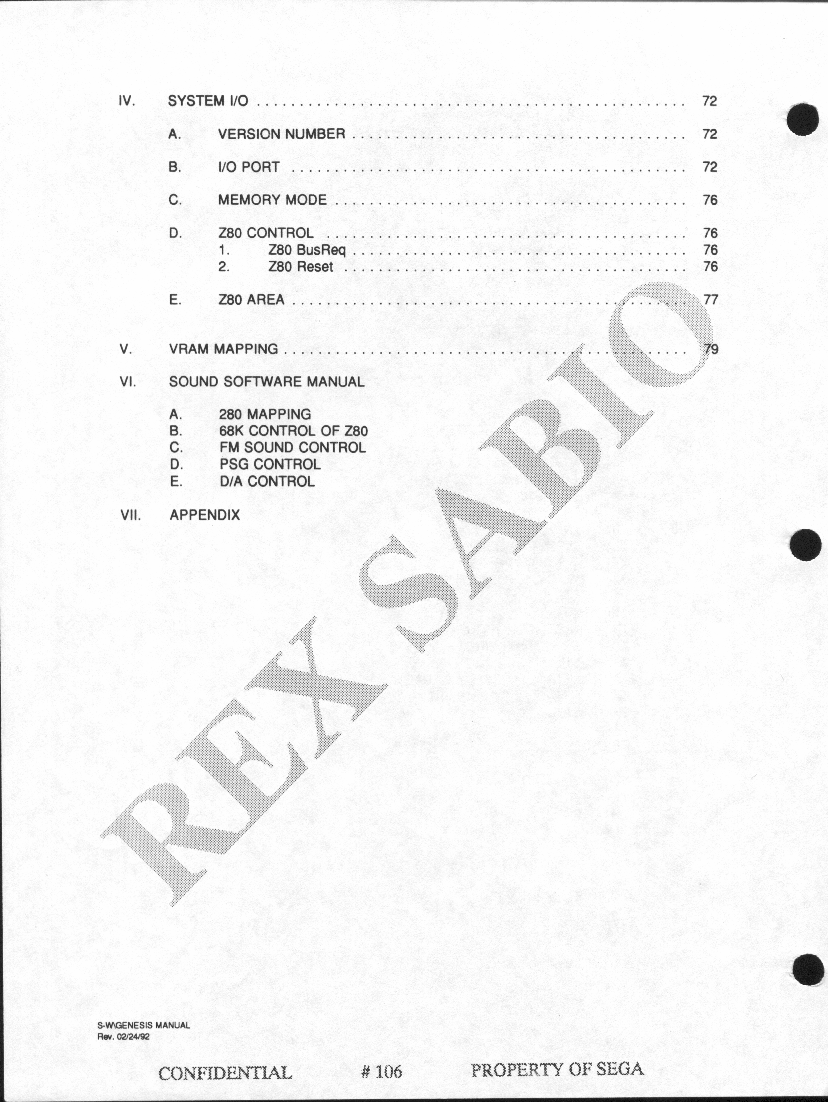 IV. SYSTEM I/O . . . . . . . . . . . . . . . . . . . . . . . . . . . . . . . . . . . . . . . . . . . . . . . . . . 72
A. VERSION NUMBER . . . . . . . . . . . . . . . . . . . . . . . . . . . . . . . . . . . . . . . 72
B. I/O PORT . . . . . . . . . . . . . . . . . . . . . . . . . . . . . . . . . . . . . . . . . . . . . . 72
C. MEMORY MODE . . . . . . . . . . . . . . . . . . . . . . . . . . . . . . . . . . . . . . . . . 76
D. Z80 CONTROL . . . . . . . . . . . . . . . . . . . . . . . . . . . . . . . . . . . . . . . . . . 76
1. Z80 BusReq . . . . . . . . . . . . . . . . . . . . . . . . . . . . . . . . . . . . . . . 76
2. Z80 Reset . . . . . . . . . . . . . . . . . . . . . . . . . . . . . . . . . . . . . . . . 76
E. Z80 AREA . . . . . . . . . . . . . . . . . . . . . . . . . . . . . . . . . . . . . . . . . . . . . . 77
V. VRAM MAPPING . . . . . . . . . . . . . . . . . . . . . . . . . . . . . . . . . . . . . . . . . . . . . . . 79
VI. SOUND SOFTWARE MANUAL
A. 280 MAPPING
B. 68K CONTROL OF Z80
C. FM SOUND CONTROL
D. PSG CONTROL
E. D/A CONTROL
VII. APPENDIX
REX SABIO
S-W\GENESIS MANUAL
Rev. 02/24/92
CONFIDENTIAL # 106 PROPERTY OF SEGA